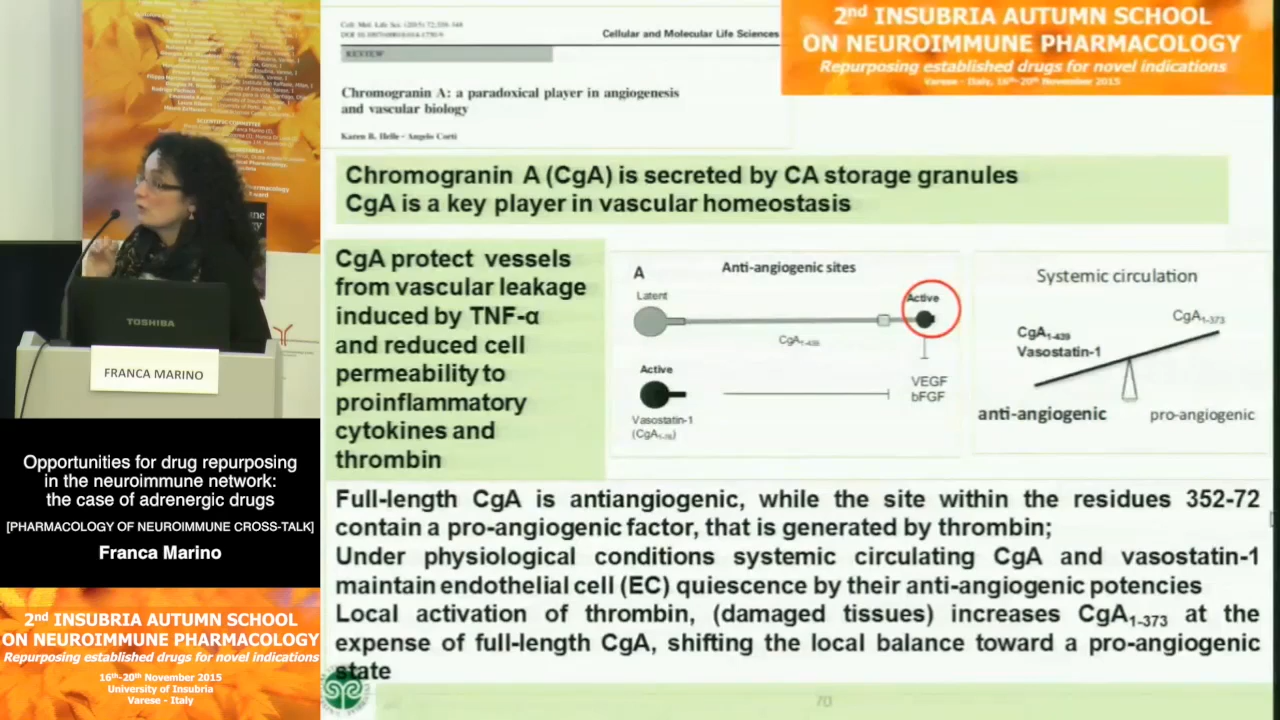 Cellular and Molecular Life Sciences
REVIEW
Chromogranin A: a paradoxical player in angiogenesis
and vascular biology
Karen B. Helle · Angelo Corti
2nd INSUBRIA AUTUMN SCHOOL
ON NEUROIMMUNE PHARMACOLOGY
Repurposing established drugs for novel indications
Varese - Italy, 16th-20th November 2015
Chromogranin A (CgA) is secreted by CA storage granules
CgA is a key player in vascular homeostasis
CgA protect vessels
from vascular leakage
induced by TNF-α
and reduced cell
permeability to
proinflammatory
cytokines and
thrombin
A
Anti-angiogenic sites
Latent
Active
CgA1-439
Active
VEGF
bFGF
Vasostatin-1
Systemic circulation
CgA1-373
CgA1-439
Vasostatin-1
anti-angiogenic
pro-angiogenic
Full-length CgA is antiangiogenic, while the site within the residues 352-72
contain a pro-angiogenic factor, that is generated by thrombin;
Under physiological conditions systemic circulating CgA and vasostatin-1
maintain endothelial cell (EC) quiescence by their anti-angiogenic potencies
Local activation of thrombin, (damaged tissues) increases CgA1-373 at the
expense of full-length CgA, shifting the local balance toward a pro-angiogenic
state
70
TOSHIBA
FRANCA MARINO
Opportunities for drug repurposing
in the neuroimmune network:
the case of adrenergic drugs
[PHARMACOLOGY OF NEUROIMMUNE CROSS-TALK]
Franca Marino
2nd INSUBRIA AUTUMN SCHOOL
ON NEUROIMMUNE PHARMACOLOGY
Repurposing established drugs for novel indications
16th-20th November 2015
University of Insubria
Varese - Italy